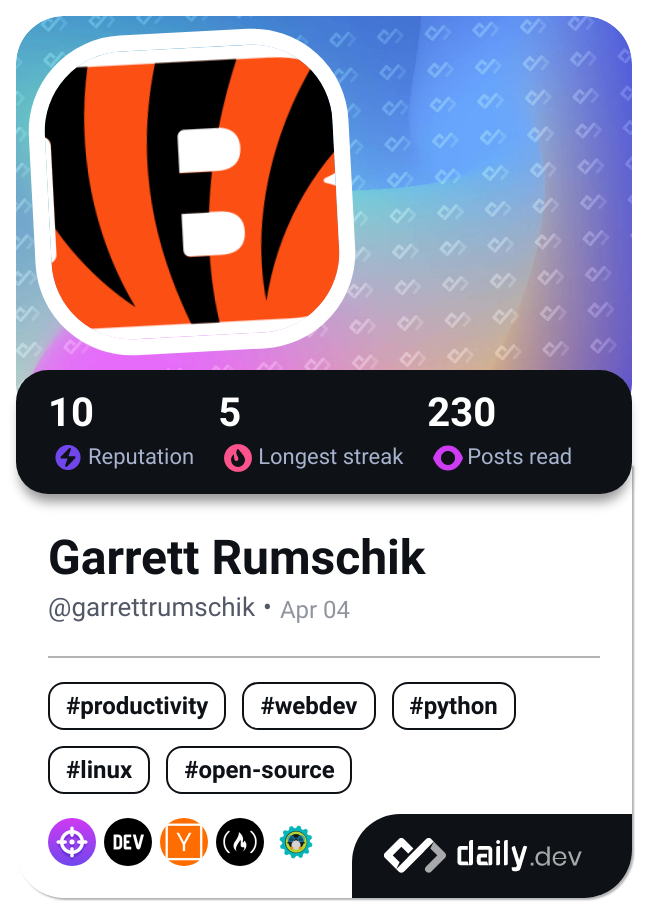 B
10 5 230
Reputation Longest streak Posts read
Garrett Rumschik
@garrettrumschik • Apr 04
#productivity #webdev #python
#linux #open-source
DEV Y
daily.dev